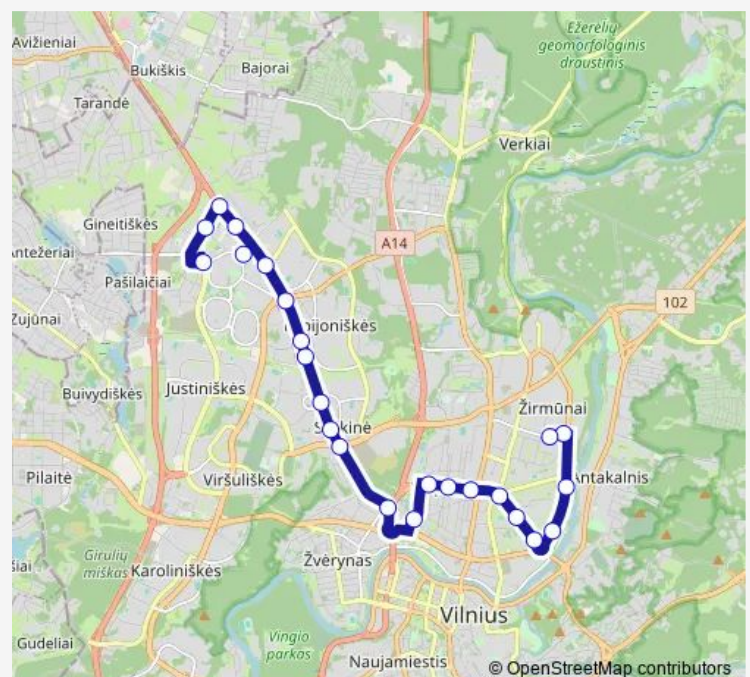 Ežerėlių
geomorfologinis
draustinis
Avižieniai
Bukiškis
Bajorai
Tarandė
Verkiai
Gineitiškės
A14
Antežeriai
Pašilaičiai
102
Zujūnai
Buivydiškės
Justiniškės
Žirmūnai
Pilaitė
Viršuliškės
Antakalnis
Girulių
miškas
Karoliniškės
Žvėrynas
Vilnius
Vingio
parkas
Gudeliai
Naujamiestis
© OpenStreetMap contributors